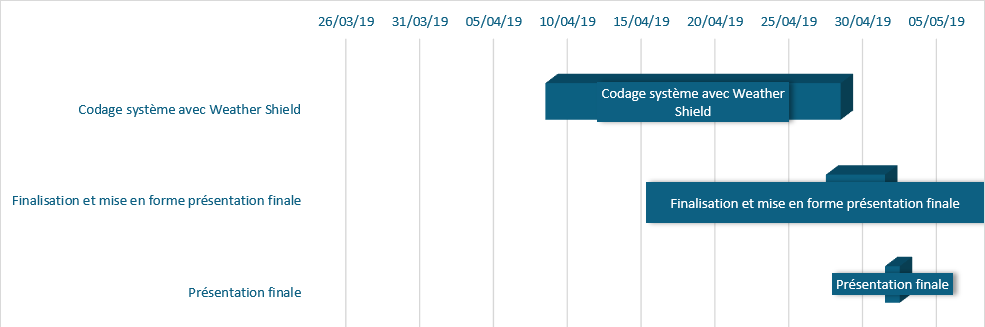 26/03/19 31/03/19 05/04/19 10/04/19 15/04/19 20/04/19 25/04/19 30/04/19 05/05/19
Codage système avec Weather Shield
Codage système avec Weather
Shield
Finalisation et mise en forme présentation finale
Finalisation et mise en forme présentation finale
Présentation finale
Présentation finale